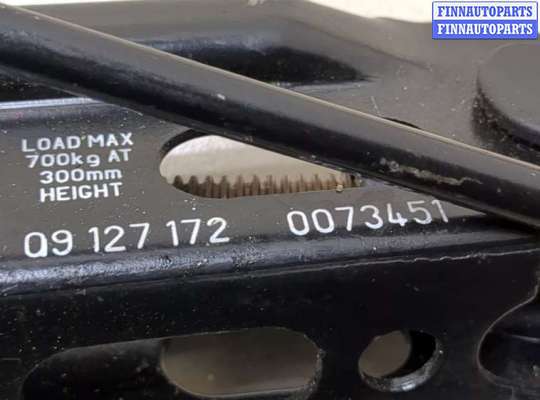 FINNAUTOPARTS
FINNAUTOPARTS
LOAD MAX
700kg AT
300mm
HEIGHT
09 127 172 0073451